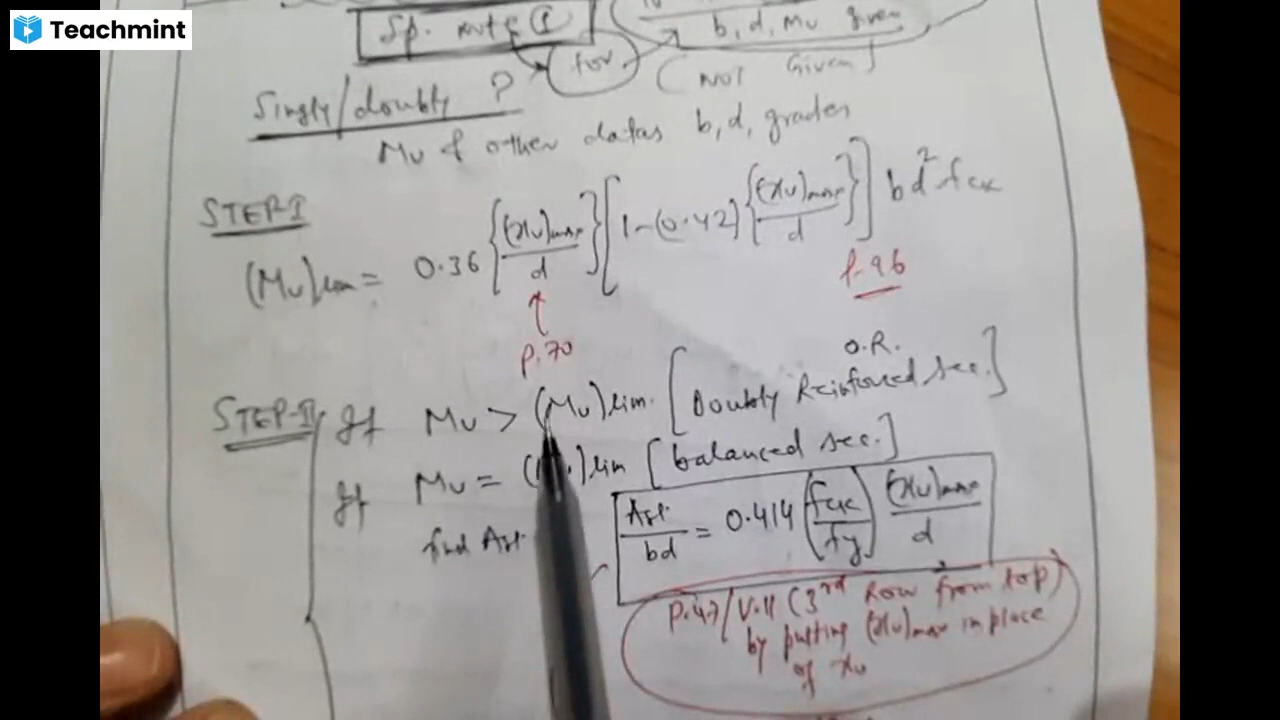 Teachmint
Sp. note ①
for
b, d, Mu given
(NOT Given)
Singly/doubly ?
Mu & other datas b, d, grades
STEP-I
(Mu)lim = 0.36 {(xu)max / d} [1-(0.42) {(xu)max / d}] bd² fck
P.96
P.70
O.R.
STEP-II If Mu > (Mu)lim. [Doubly Reinforced sec.]
If Mu = (Mu)lim [balanced sec.]
find Ast
Ast / bd = 0.414 (fck / fy) (xu)max / d
P.47/V.11 (3rd Row from top)
by putting (xu)max in place
of xu